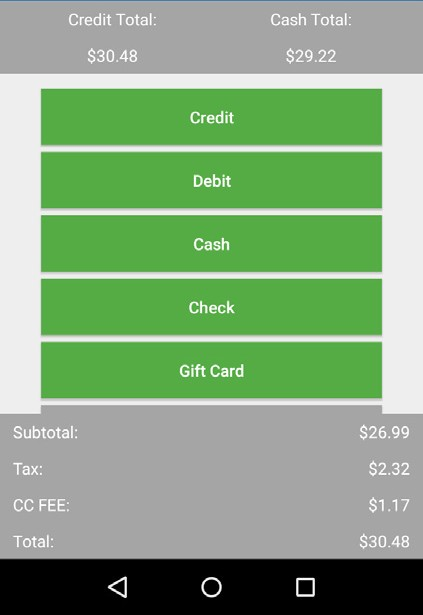 Credit Total: Cash Total:
$30.48 $29.22
Credit
Debit
Cash
Check
Gift Card
Subtotal: $26.99
Tax: $2.32
CC FEE: $1.17
Total: $30.48